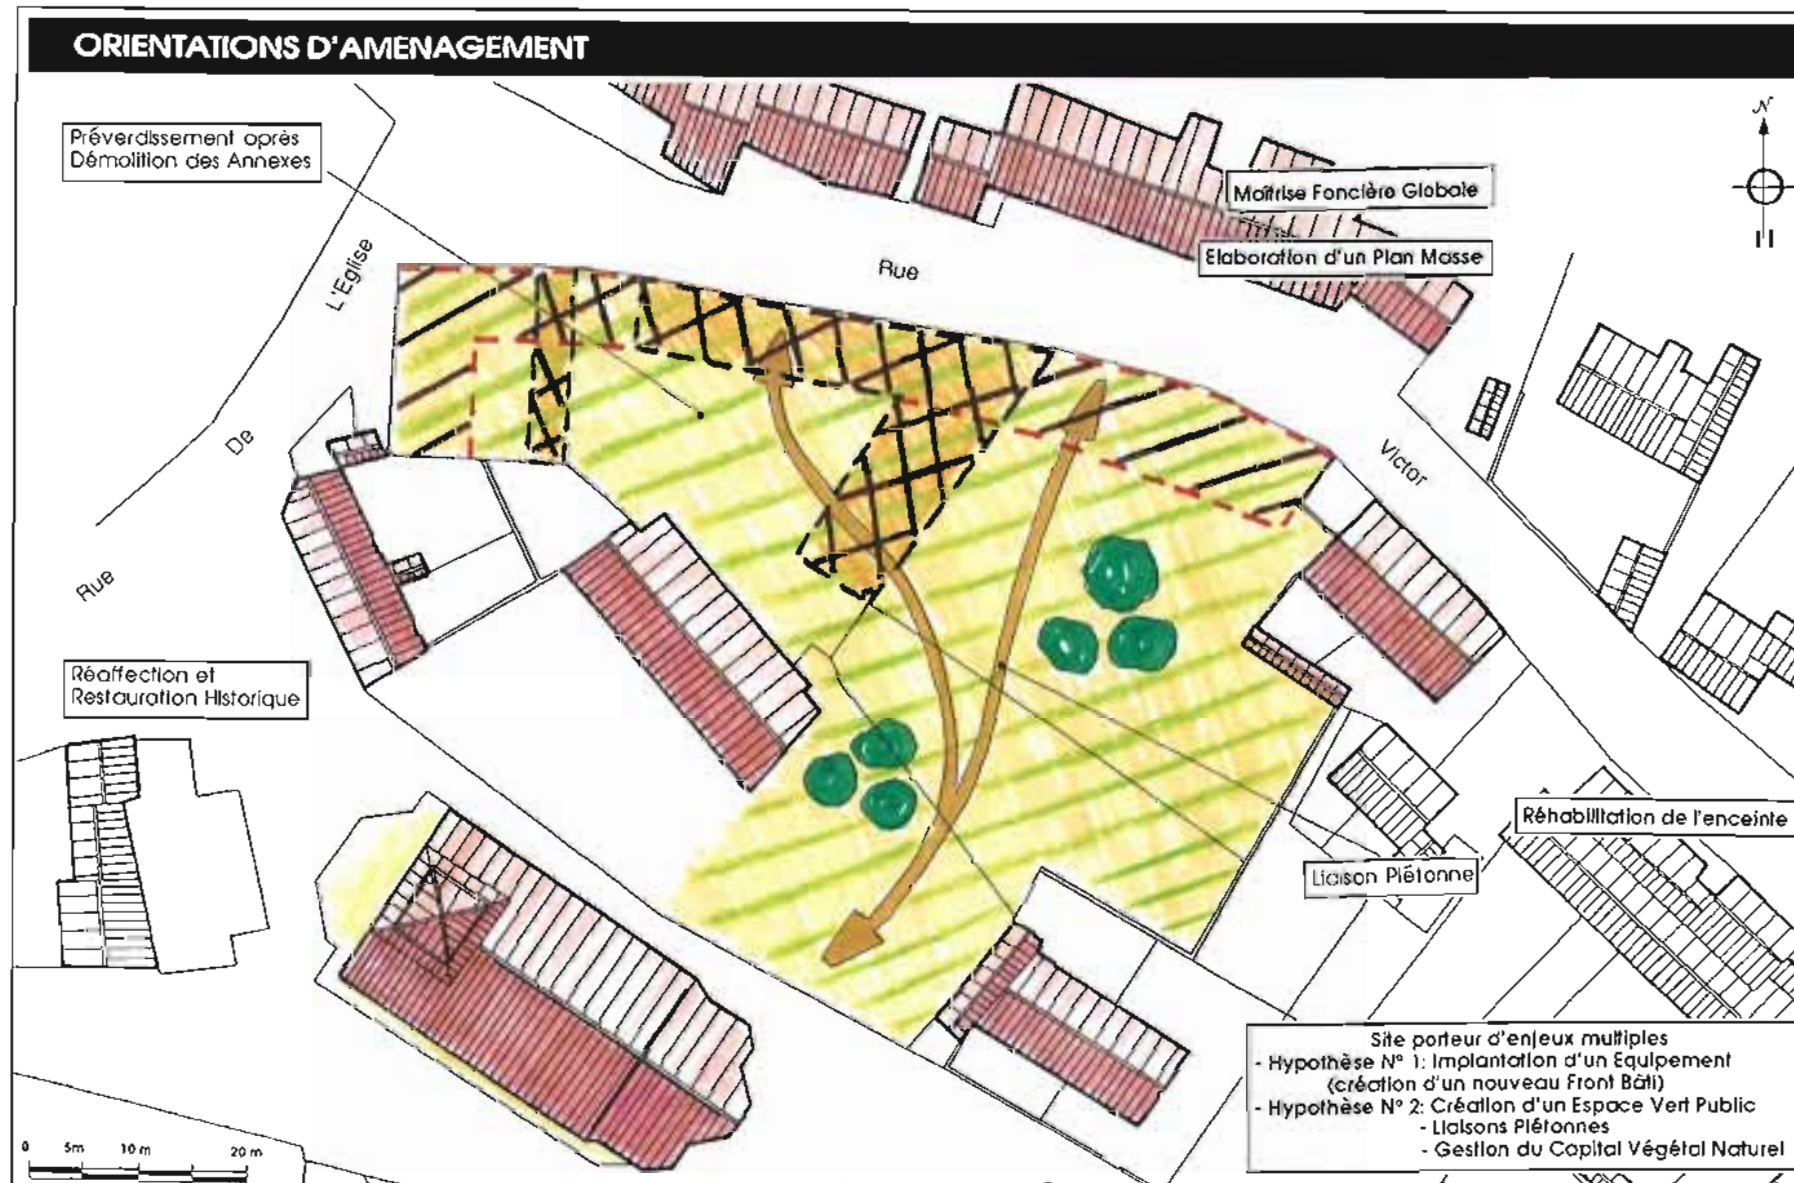 ORIENTATIONS D'AMENAGEMENT
Préverdissement après
Démolition des Annexes
N
Maîtrise Foncière Globale
Elaboration d'un Plan Masse
Rue
Victor
Rue
De
L'Eglise
Réaffection et
Restauration Historique
Réhabilitation de l'enceinte
Liaison Piétonne
Site porteur d'enjeux multiples
- Hypothèse N° 1: Implantation d'un Equipement
(création d'un nouveau Front Bâti)
- Hypothèse N° 2: Création d'un Espace Vert Public
- Liaisons Piétonnes
- Gestion du Capital Végétal Naturel
0 5m 10 m 20 m